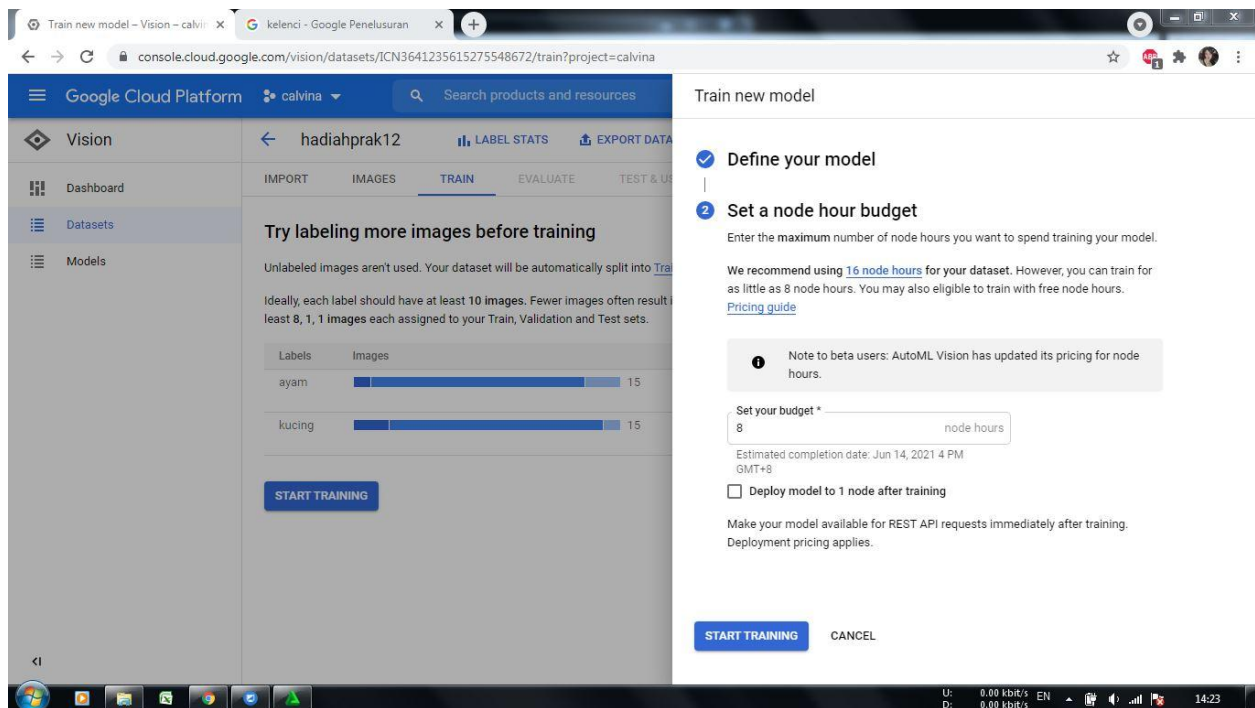 Train new model – Vision – calvin
kelenci - Google Penelusuran
console.cloud.google.com/vision/datasets/ICN3641235615275548672/train?project=calvina
Google Cloud Platform
calvina
Search products and resources
Vision
Dashboard
Datasets
Models
hadiahprak12
LABEL STATS
EXPORT DATA
IMPORT
IMAGES
TRAIN
EVALUATE
TEST & US
Try labeling more images before training
Unlabeled images aren't used. Your dataset will be automatically split into Trai
Ideally, each label should have at least 10 images. Fewer images often result i
least 8, 1, 1 images each assigned to your Train, Validation and Test sets.
Labels Images
ayam 15
kucing 15
START TRAINING
Train new model
Define your model
2 Set a node hour budget
Enter the maximum number of node hours you want to spend training your model.
We recommend using 16 node hours for your dataset. However, you can train for
as little as 8 node hours. You may also eligible to train with free node hours.
Pricing guide
Note to beta users: AutoML Vision has updated its pricing for node
hours.
Set your budget *
8 node hours
Estimated completion date: Jun 14, 2021 4 PM
GMT+8
Deploy model to 1 node after training
Make your model available for REST API requests immediately after training.
Deployment pricing applies.
START TRAINING
CANCEL
U: 0.00 kbit/s
D: 0.00 kbit/s
EN
14:23